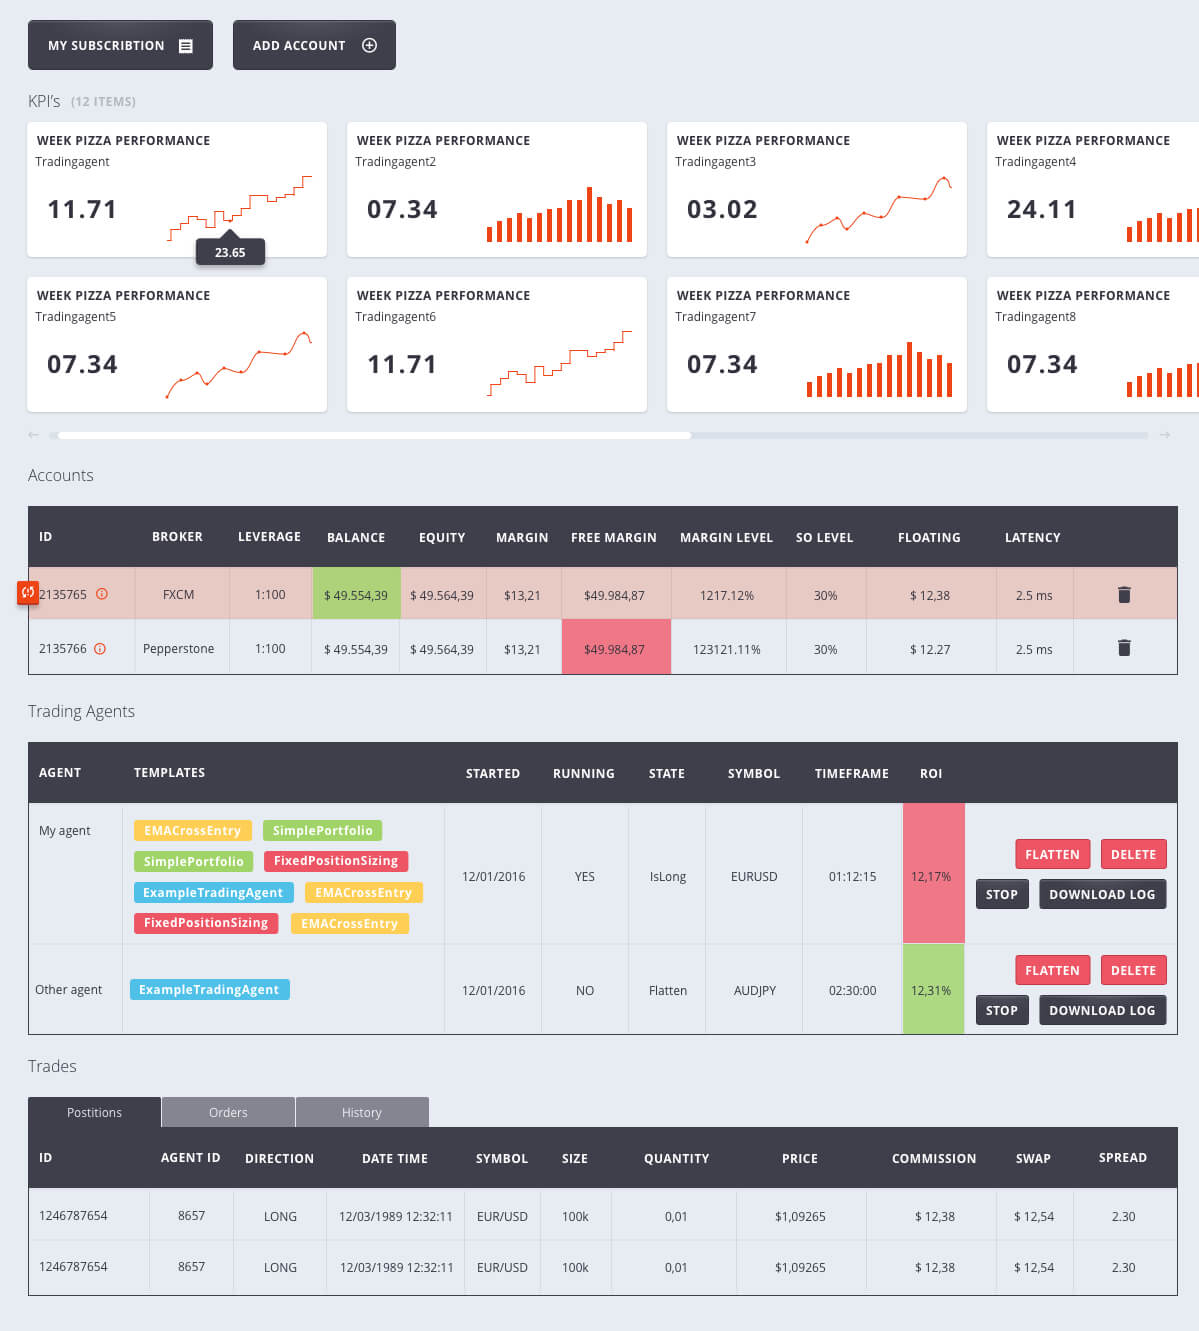 MY SUBSCRIBTION ADD ACCOUNT
KPI's (12 ITEMS)
WEEK PIZZA PERFORMANCE WEEK PIZZA PERFORMANCE WEEK PIZZA PERFORMANCE WEEK PIZZA PERFORMANCE
Tradingagent Tradingagent2 Tradingagent3 Tradingagent4
11.71 07.34 03.02 24.11
23.65
WEEK PIZZA PERFORMANCE WEEK PIZZA PERFORMANCE WEEK PIZZA PERFORMANCE WEEK PIZZA PERFORMANCE
Tradingagent5 Tradingagent6 Tradingagent7 Tradingagent8
07.34 11.71 07.34 07.34
Accounts
ID BROKER LEVERAGE BALANCE EQUITY MARGIN FREE MARGIN MARGIN LEVEL SO LEVEL FLOATING LATENCY
2135765 FXCM 1:100 $ 49.554,39 $ 49.564,39 $13,21 $49.984,87 1217.12% 30% $ 12,38 2.5 ms
2135766 Pepperstone 1:100 $ 49.554,39 $ 49.564,39 $13,21 $49.984,87 123121.11% 30% $ 12.27 2.5 ms
Trading Agents
AGENT TEMPLATES STARTED RUNNING STATE SYMBOL TIMEFRAME ROI
My agent EMACrossEntry SimplePortfolio
SimplePortfolio FixedPositionSizing FLATTEN DELETE
12/01/2016 YES IsLong EURUSD 01:12:15 12,17%
ExampleTradingAgent EMACrossEntry STOP DOWNLOAD LOG
FixedPositionSizing EMACrossEntry
FLATTEN DELETE
Other agent ExampleTradingAgent 12/01/2016 NO Flatten AUDJPY 02:30:00 12,31%
STOP DOWNLOAD LOG
Trades
Postitions Orders History
ID AGENT ID DIRECTION DATE TIME SYMBOL SIZE QUANTITY PRICE COMMISSION SWAP SPREAD
1246787654 8657 LONG 12/03/1989 12:32:11 EUR/USD 100k 0,01 $1,09265 $ 12,38 $ 12,54 2.30
1246787654 8657 LONG 12/03/1989 12:32:11 EUR/USD 100k 0,01 $1,09265 $ 12,38 $ 12,54 2.30